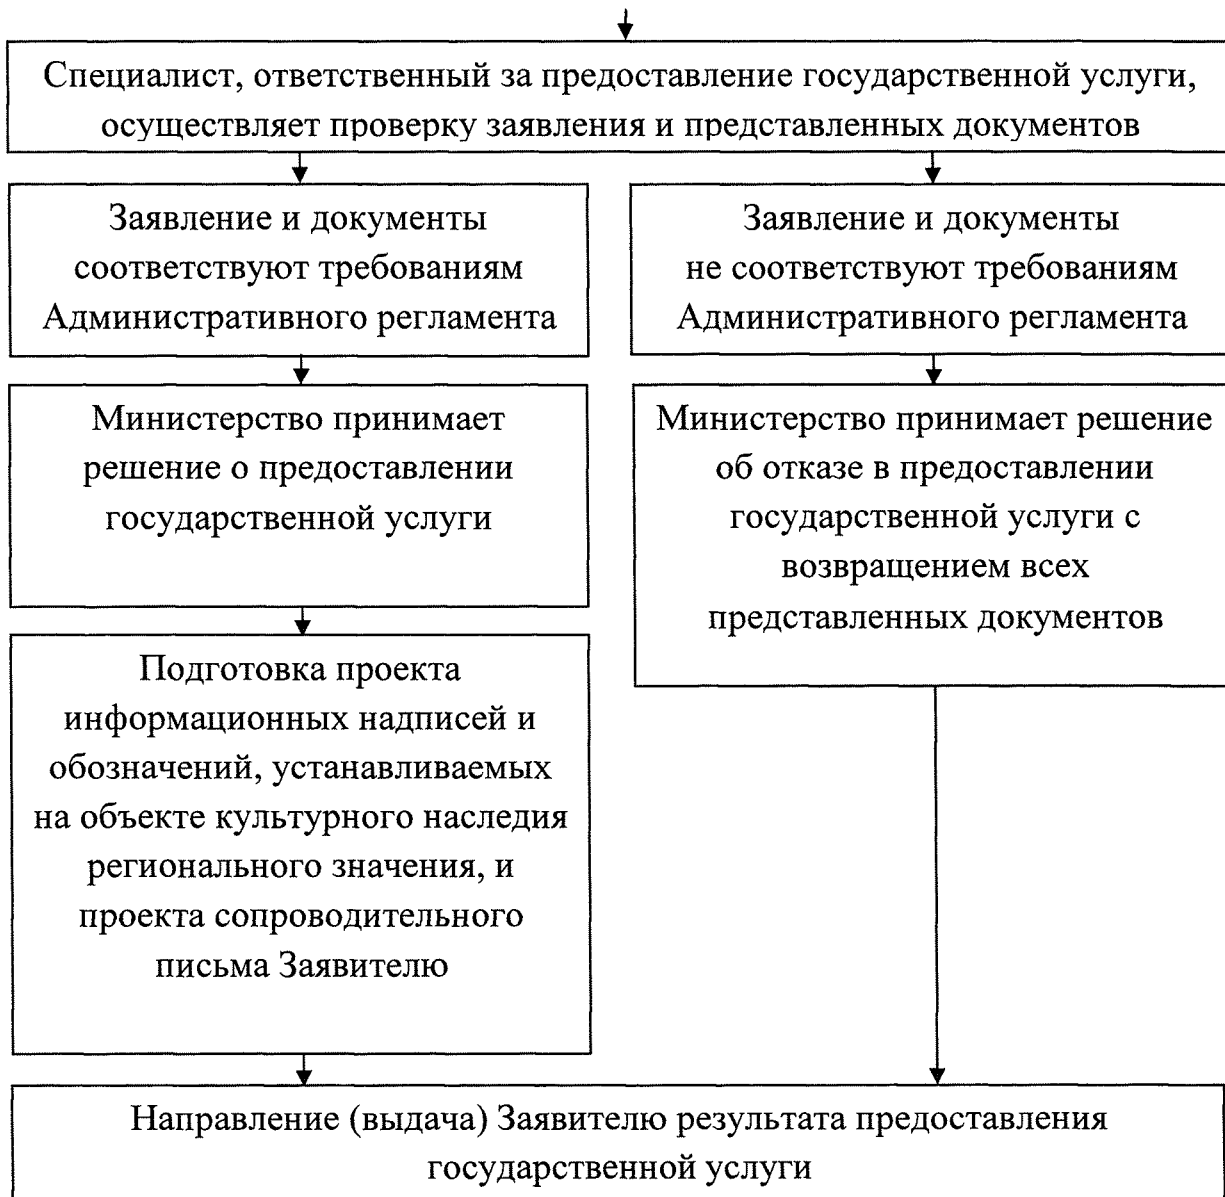 Специалист, ответственный за предоставление государственной услуги,
осуществляет проверку заявления и представленных документов
Заявление и документы
соответствуют требованиям
Административного регламента
Заявление и документы
не соответствуют требованиям
Административного регламента
Министерство принимает
решение о предоставлении
государственной услуги
Министерство принимает решение
об отказе в предоставлении
государственной услуги с
возвращением всех
представленных документов
Подготовка проекта
информационных надписей и
обозначений, устанавливаемых
на объекте культурного наследия
регионального значения, и
проекта сопроводительного
письма Заявителю
Направление (выдача) Заявителю результата предоставления
государственной услуги